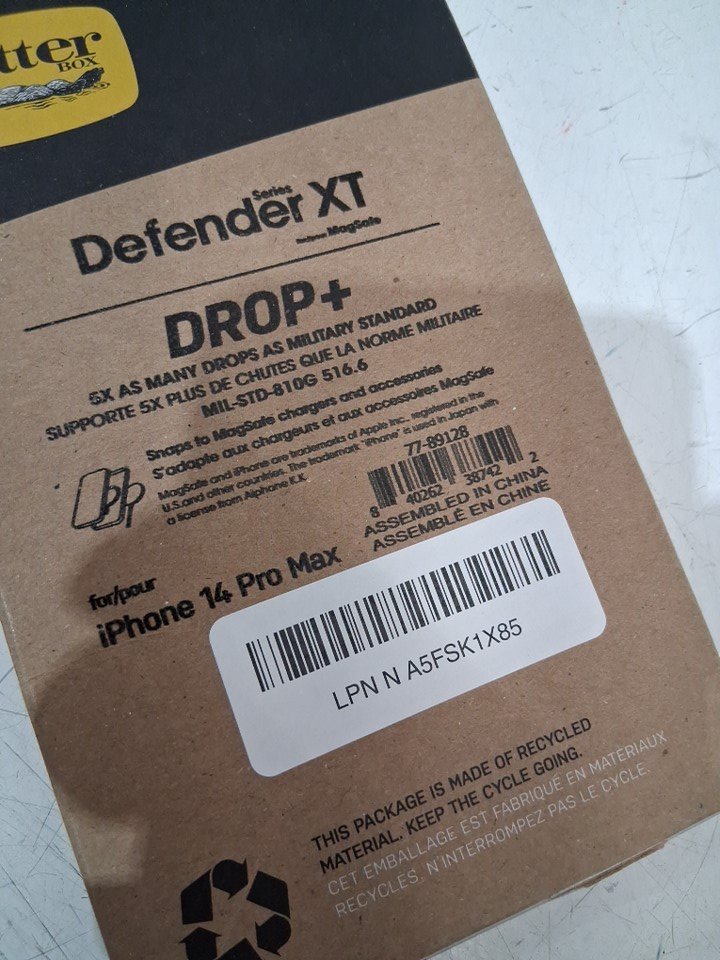 tter
BOX
Defender Series XT
MagSafe
DROP+
5X AS MANY DROPS AS MILITARY STANDARD
SUPPORTE 5X PLUS DE CHUTES QUE LA NORME MILITAIRE
MIL-STD-810G 516.6
Snaps to MagSafe chargers and accessories
S'adapte aux chargeurs et aux accessoires MagSafe
MagSafe and iPhone are trademarks of Apple Inc., registered in the
U.S. and other countries. The trademark "iPhone" is used in Japan with
a license from Aiphone K.K.
77-89128
8 40262 38742 2
ASSEMBLED IN CHINA
ASSEMBLÉ EN CHINE
for/pour
iPhone 14 Pro Max
LPN N A5FSK1X85
THIS PACKAGE IS MADE OF RECYCLED
MATERIAL. KEEP THE CYCLE GOING.
CET EMBALLAGE EST FABRIQUÉ EN MATÉRIAUX
RECYCLÉS, N'INTERROMPEZ PAS LE CYCLE.